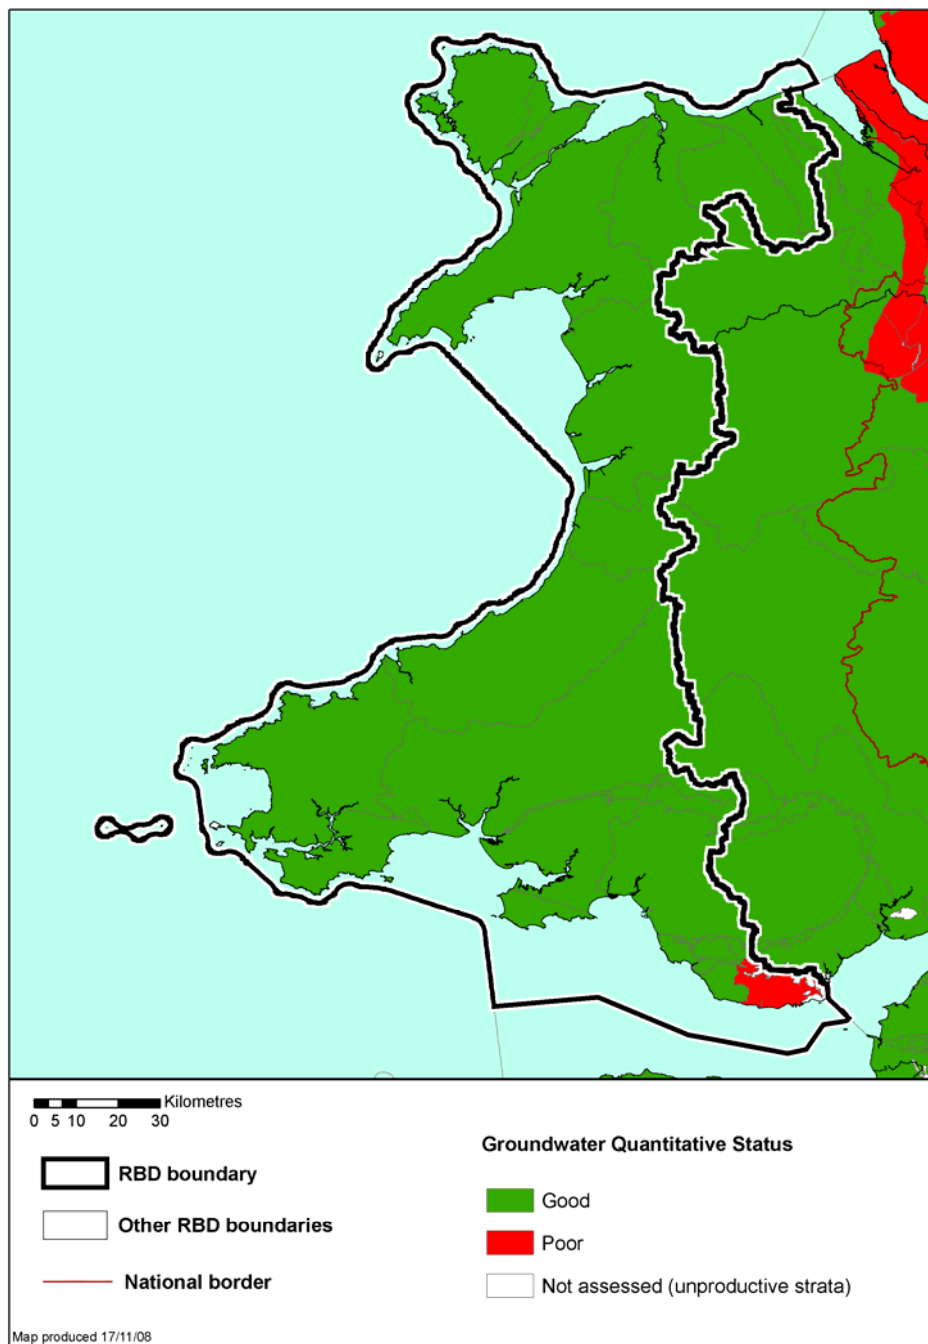 Kilometres
0 5 10 20 30
RBD boundary
Other RBD boundaries
National border
Groundwater Quantitative Status
Good
Poor
Not assessed (unproductive strata)
Map produced 17/11/08